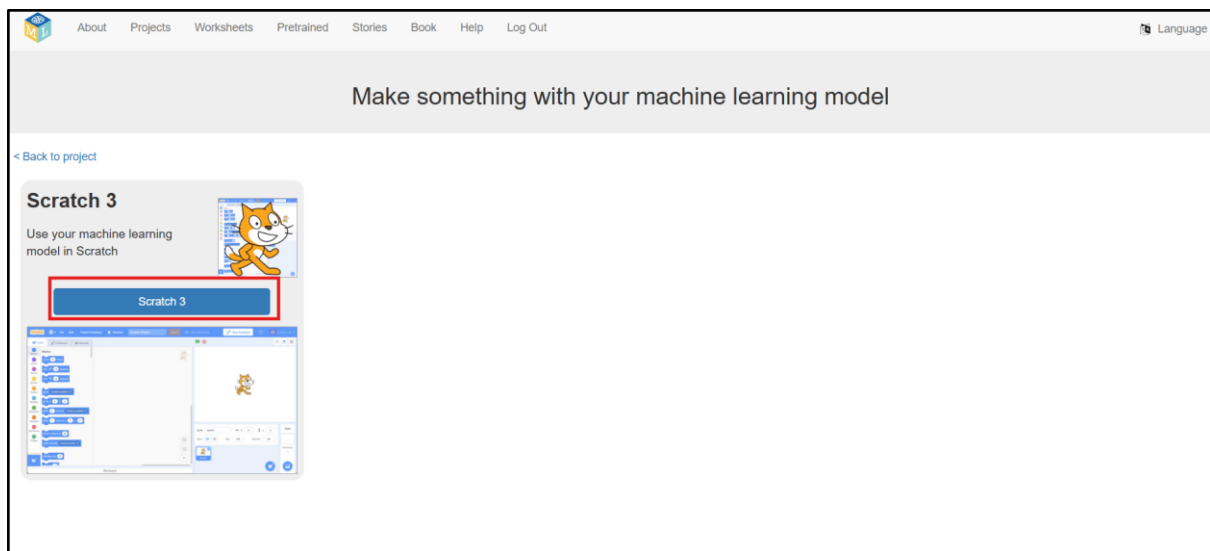 About Projects Worksheets Pretrained Stories Book Help Log Out Language
Make something with your machine learning model
< Back to project
Scratch 3
Use your machine learning
model in Scratch
Scratch 3